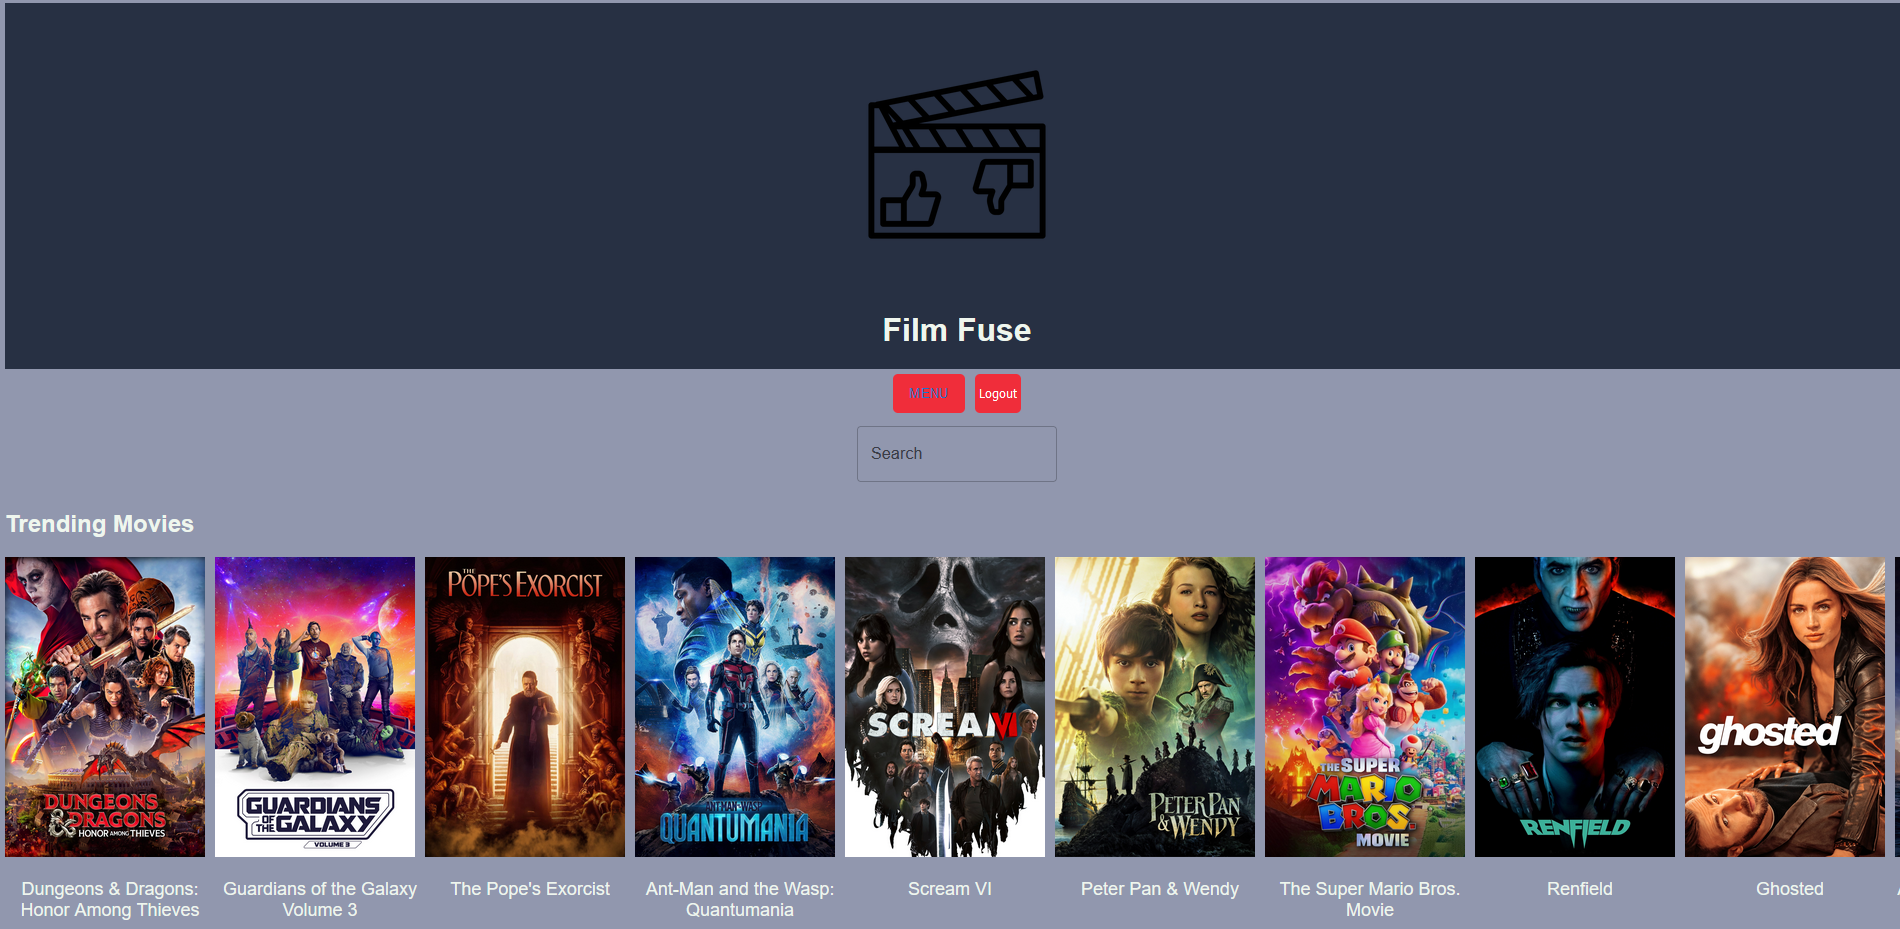 Film Fuse
MENU
Logout
Search
Trending Movies
DUNGEONS
& DRAGONS
HONOR AMONG THIEVES
GUARDIANS
OF THE GALAXY
VOLUME 3
THE
POPE'S EXORCIST
ANT-MAN AND THE WASP
QUANTUMANIA
SCREAM VI
PETER PAN
& WENDY
THE SUPER
MARIO
BROS.
MOVIE
RENFIELD
ghosted
Dungeons & Dragons:
Honor Among Thieves
Guardians of the Galaxy
Volume 3
The Pope's Exorcist
Ant-Man and the Wasp:
Quantumania
Scream VI
Peter Pan & Wendy
The Super Mario Bros.
Movie
Renfield
Ghosted